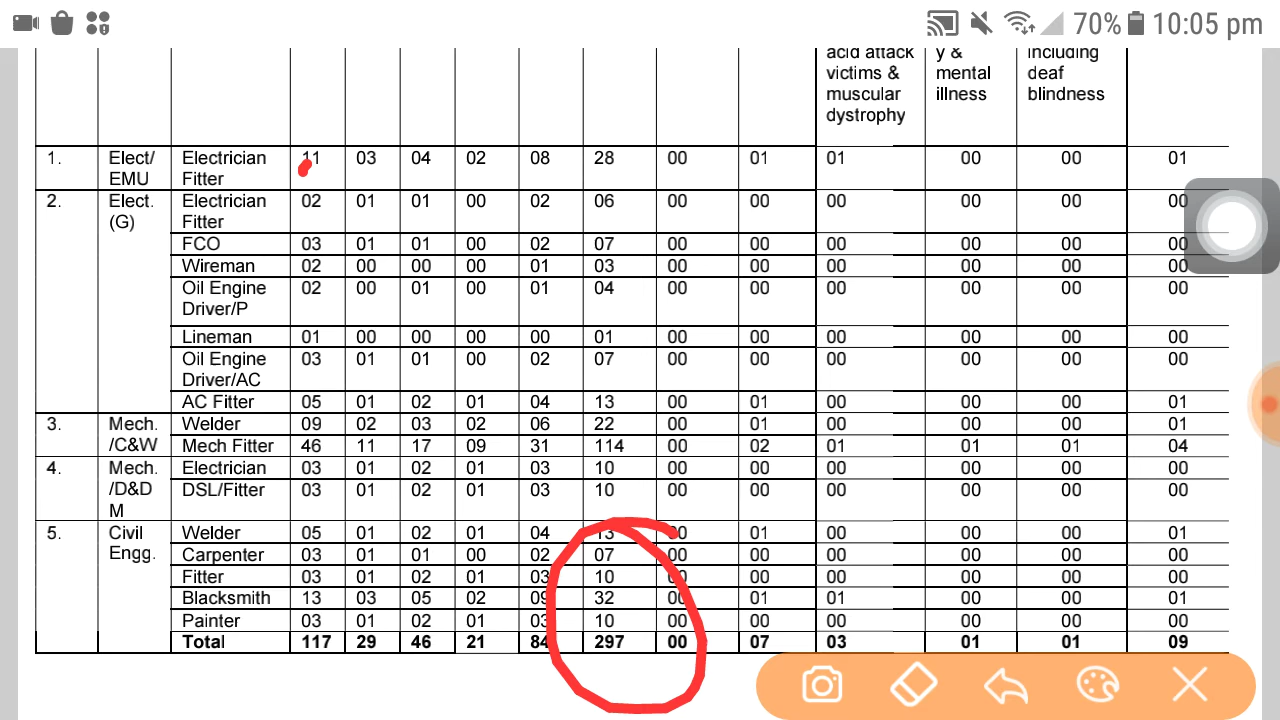 70% 10:05 pm
acid attack y & including
victims & mental deaf
muscular illness blindness
dystrophy
1. Elect/ Electrician 11 03 04 02 08 28 00 01 01 00 00 01
EMU Fitter
2. Elect. Electrician 02 01 01 00 02 06 00 00 00 00 00 00
(G) Fitter
FCO 03 01 01 00 02 07 00 00 00 00 00 00
Wireman 02 00 00 00 01 03 00 00 00 00 00 00
Oil Engine 02 00 01 00 01 04 00 00 00 00 00 00
Driver/P
Lineman 01 00 00 00 00 01 00 00 00 00 00 00
Oil Engine 03 01 01 00 02 07 00 00 00 00 00 00
Driver/AC
AC Fitter 05 01 02 01 04 13 00 01 00 00 00 01
3. Mech. Welder 09 02 03 02 06 22 00 01 00 00 00 01
/C&W Mech Fitter 46 11 17 09 31 114 00 02 01 01 01 04
4. Mech. Electrician 03 01 02 01 03 10 00 00 00 00 00 00
/D&D DSL/Fitter 03 01 02 01 03 10 00 00 00 00 00 00
M
5. Civil Welder 05 01 02 01 04 13 00 01 00 00 00 01
Engg. Carpenter 03 01 01 00 02 07 00 00 00 00 00 00
Fitter 03 01 02 01 03 10 00 00 00 00 00 00
Blacksmith 13 03 05 02 09 32 00 01 01 00 00 01
Painter 03 01 02 01 03 10 00 00 00 00 00 00
Total 117 29 46 21 84 297 00 07 03 01 01 09